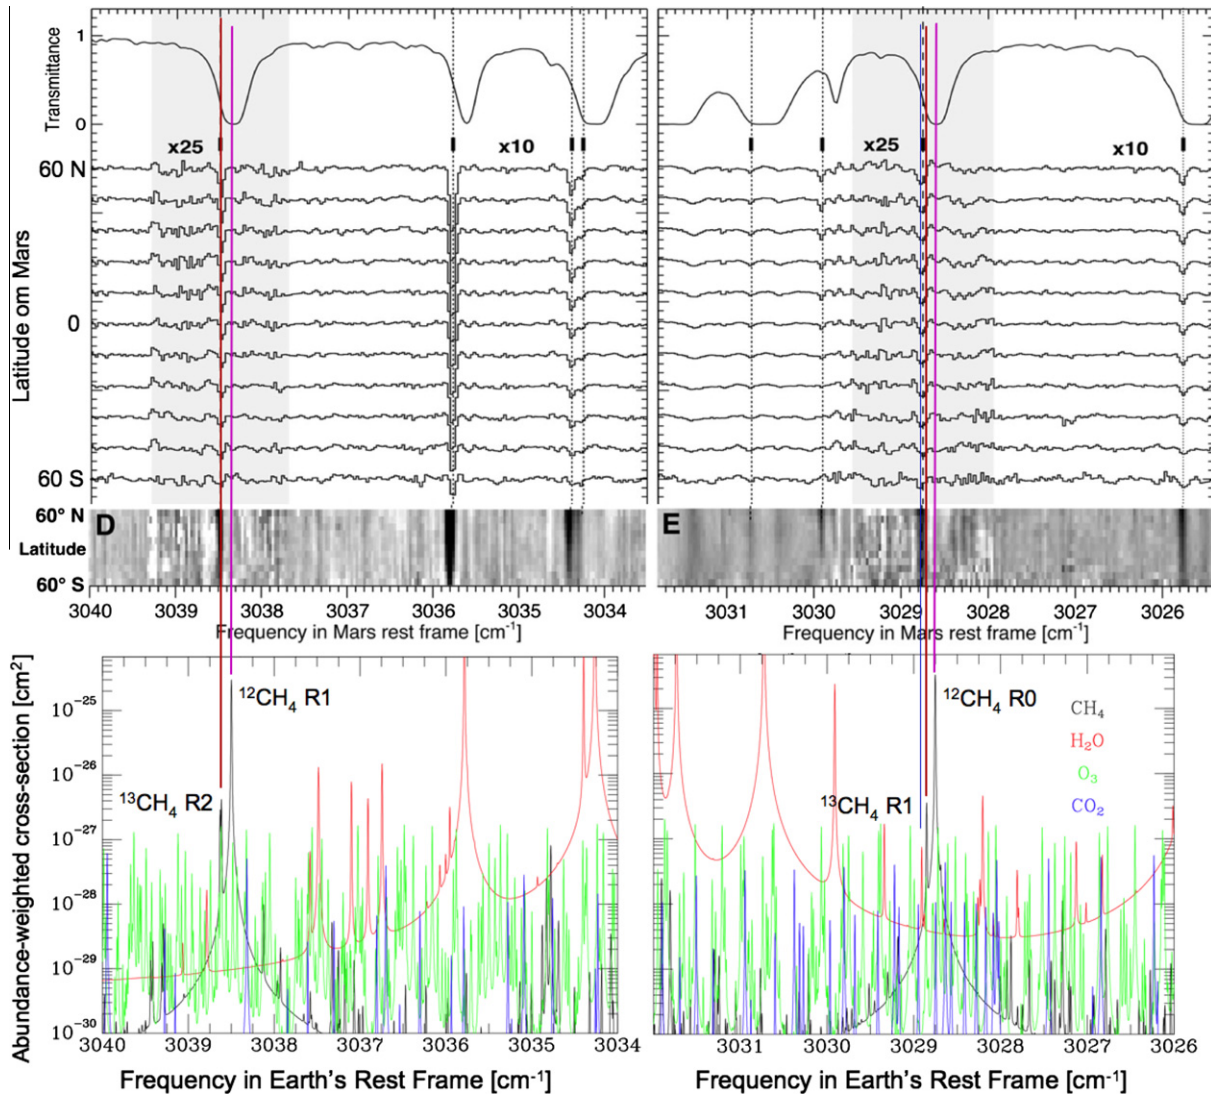 Transmittance
1
0
x25
x10
x25
x10
60 N
0
60 S
Latitude om Mars
60° N
Latitude
60° S
D
E
3040 3039 3038 3037 3036 3035 3034
3031 3030 3029 3028 3027 3026
Frequency in Mars rest frame [cm⁻¹]
Frequency in Mars rest frame [cm⁻¹]
Abundance-weighted cross-section [cm²]
10⁻²⁵
10⁻²⁶
10⁻²⁷
10⁻²⁸
10⁻²⁹
10⁻³⁰
¹²CH₄ R1
¹³CH₄ R2
¹²CH₄ R0
¹³CH₄ R1
CH₄
H₂O
O₃
CO₂
3040 3039 3038 3037 3036 3035 3034
3031 3030 3029 3028 3027 3026
Frequency in Earth's Rest Frame [cm⁻¹]
Frequency in Earth's Rest Frame [cm⁻¹]